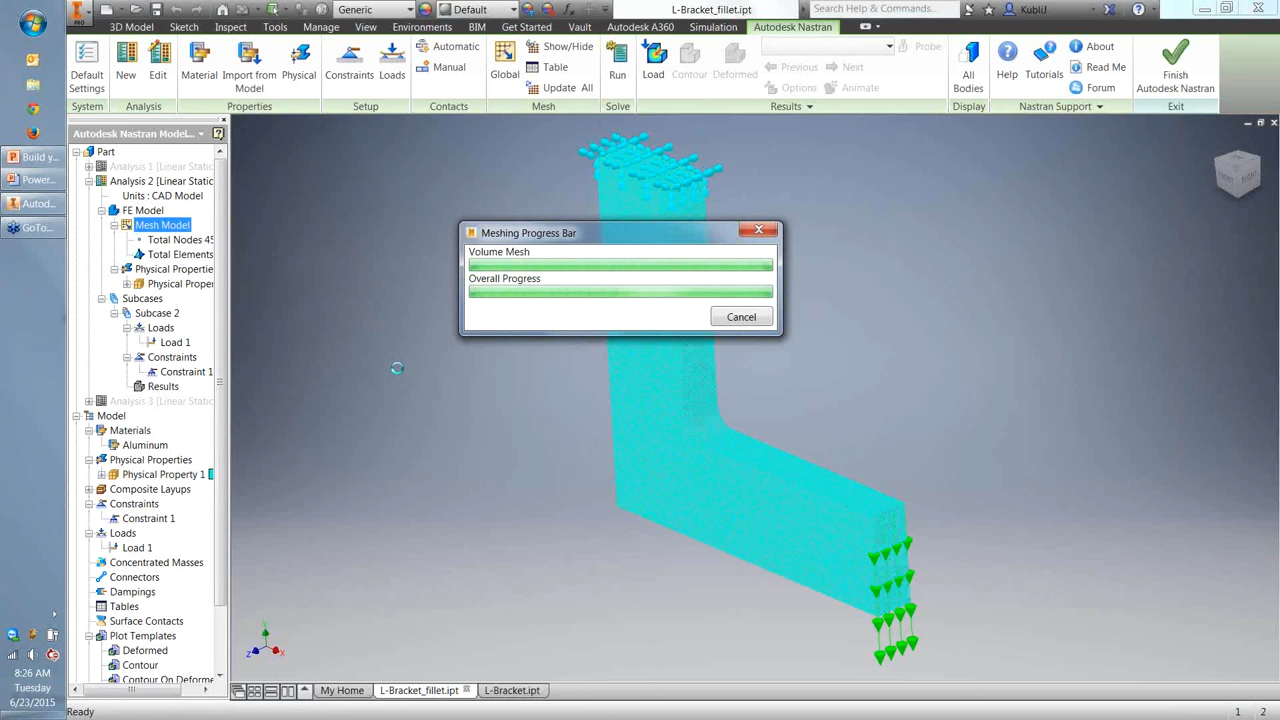 PRO
Generic
Default
L-Bracket_fillet.ipt
Search Help & Commands...
KubliJ
3D Model
Sketch
Inspect
Tools
Manage
View
Environments
BIM
Get Started
Vault
Autodesk A360
Simulation
Autodesk Nastran
Default
Settings
New
Edit
Material
Import from
Model
Physical
Constraints
Loads
Automatic
Manual
Global
Show/Hide
Table
Update All
Run
Load
Contour
Deformed
Probe
Previous
Next
Options
Animate
All
Bodies
Help
Tutorials
About
Read Me
Forum
Finish
Autodesk Nastran
System
Analysis
Properties
Setup
Contacts
Mesh
Solve
Results
Display
Nastran Support
Exit
Autodesk Nastran Model...
Part
Analysis 1 [Linear Static
Analysis 2 [Linear Static
Units : CAD Model
FE Model
Mesh Model
Total Nodes 45
Total Elements
Physical Propertie
Physical Proper
Subcases
Subcase 2
Loads
Load 1
Constraints
Constraint 1
Results
Analysis 3 [Linear Static
Model
Materials
Aluminum
Physical Properties
Physical Property 1
Composite Layups
Constraints
Constraint 1
Loads
Load 1
Concentrated Masses
Connectors
Dampings
Tables
Surface Contacts
Plot Templates
Deformed
Contour
Contour On Deforme
Meshing Progress Bar
Volume Mesh
Overall Progress
Cancel
FRONT
RIGHT
Y
Z
X
Build y...
Power...
Autod...
GoTo...
8:26 AM
Tuesday
6/23/2015
My Home
L-Bracket_fillet.ipt
L-Bracket.ipt
Ready
1
2